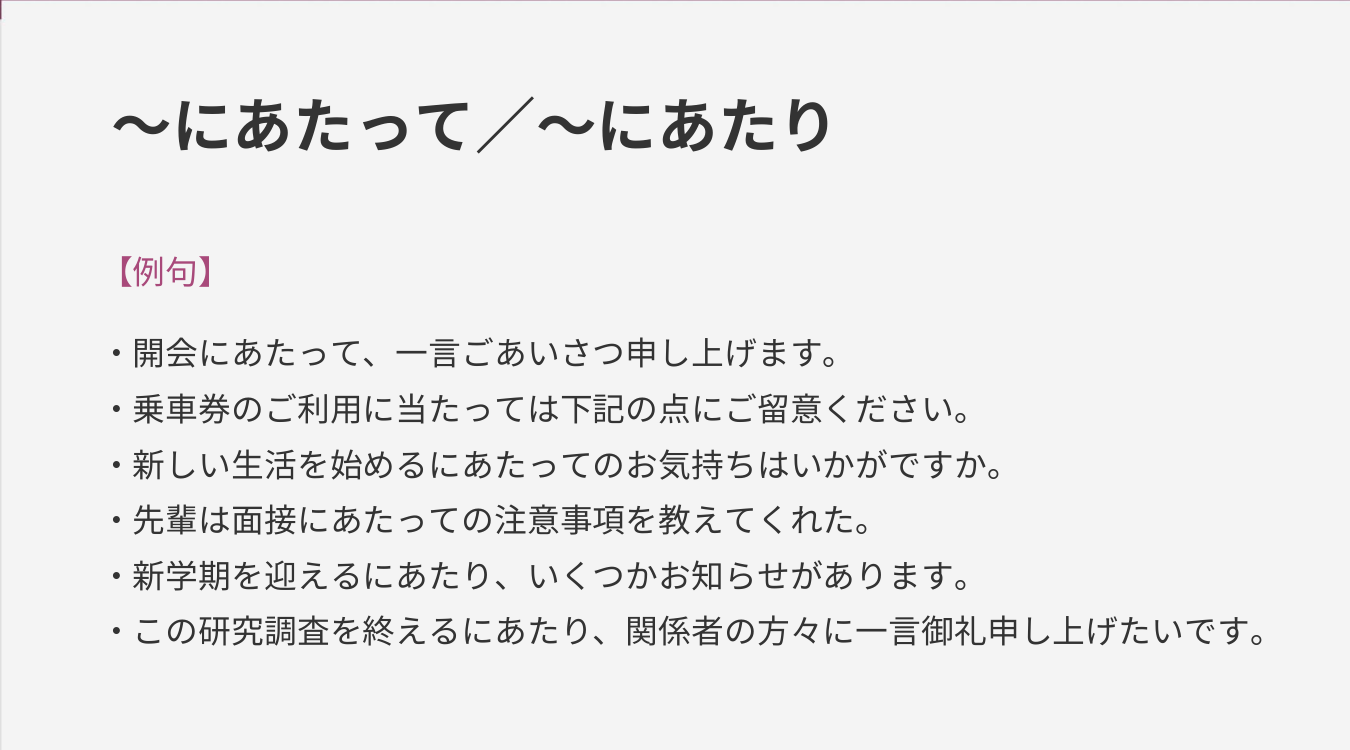 〜にあたって／〜にあたり
【例句】
・開会にあたって、一言ごあいさつ申し上げます。
・乗車券のご利用に当たっては下記の点にご留意ください。
・新しい生活を始めるにあたってのお気持ちはいかがですか。
・先輩は面接にあたっての注意事項を教えてくれた。
・新学期を迎えるにあたり、いくつかお知らせがあります。
・この研究調査を終えるにあたり、関係者の方々に一言御礼申し上げたいです。